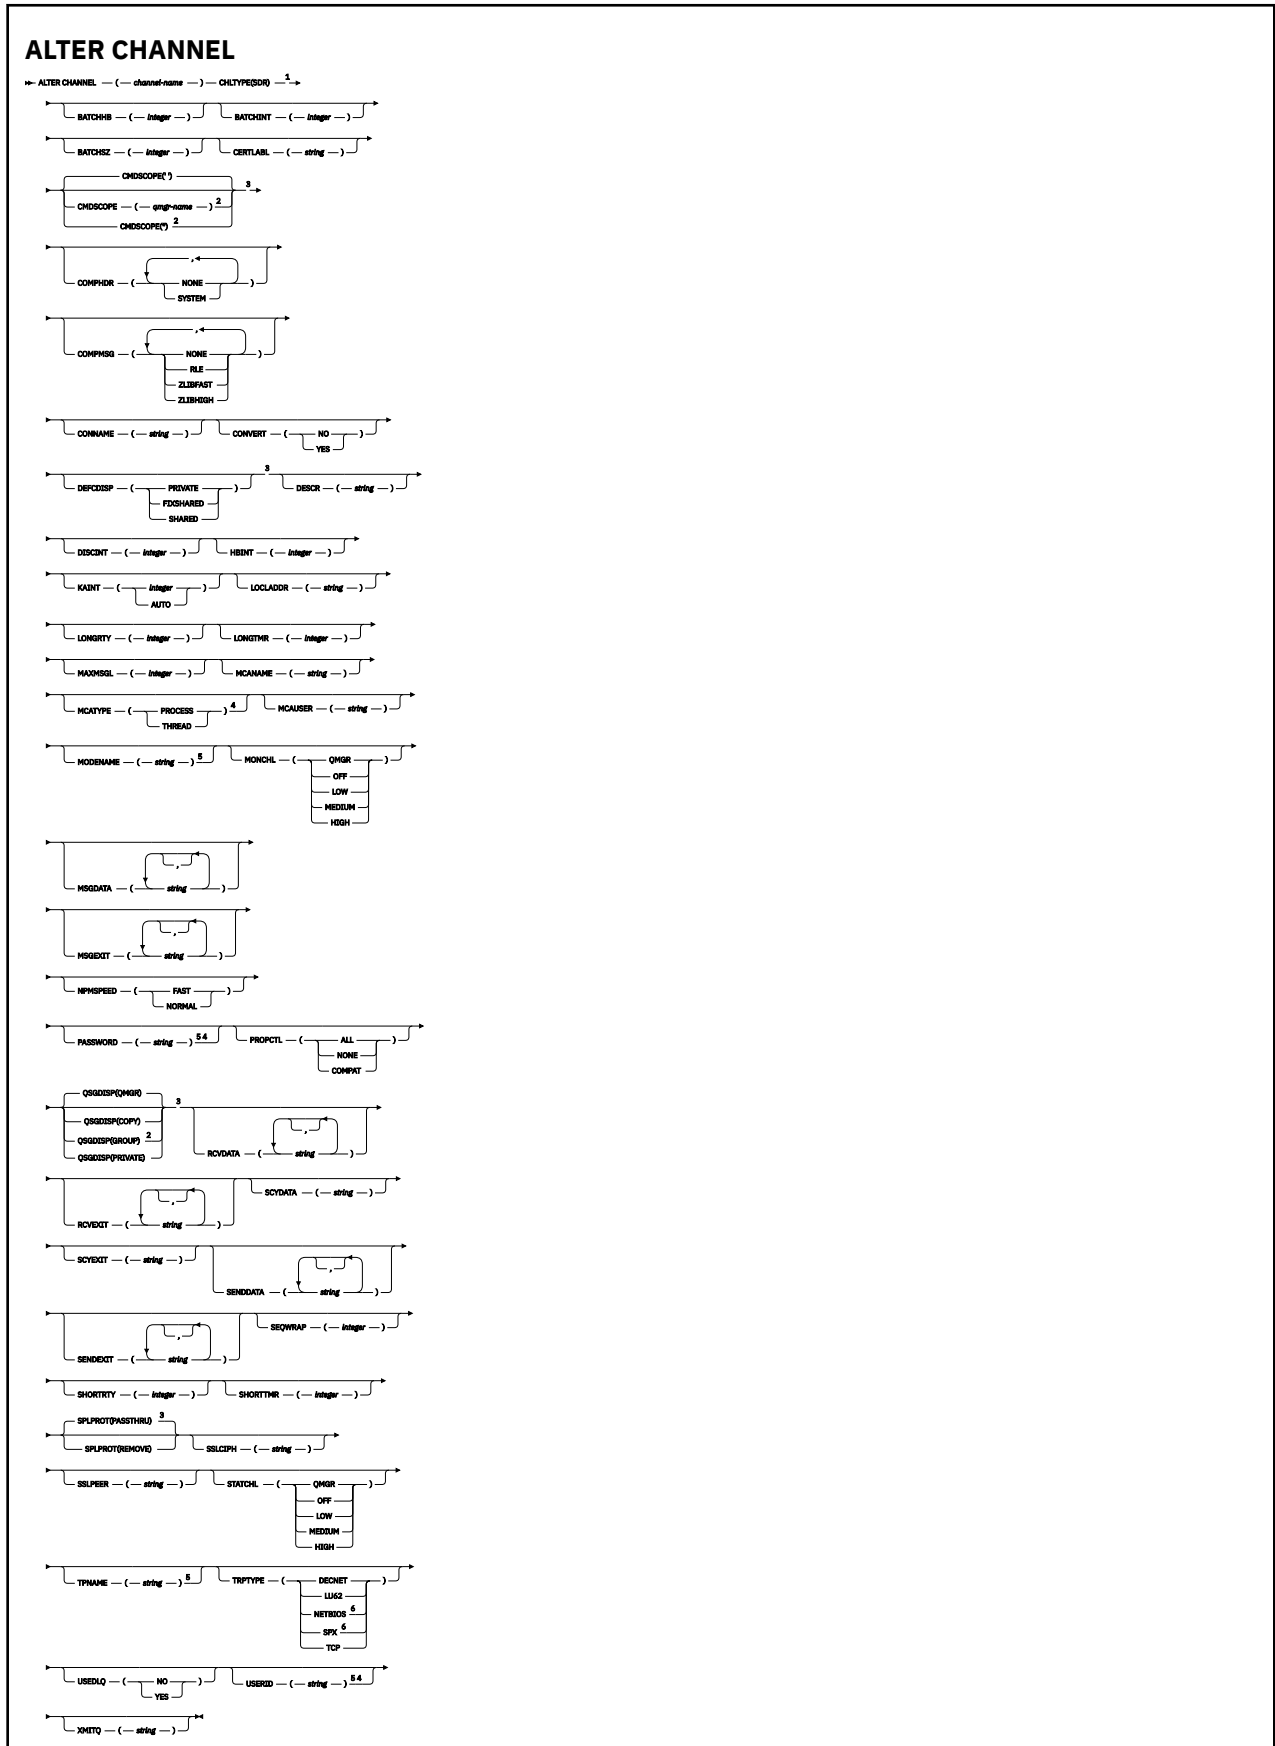 ALTER CHANNEL
ALTER CHANNEL ( channel-name ) CHLTYPE(SDR) 1
BATCHHB ( integer ) BATCHINT ( integer )
BATCHSZ ( integer ) CERTLABL ( string )
CMDSCOPE(' ')
3
CMDSCOPE ( qmgr-name ) 2
CMDSCOPE(*) 2
,
COMPHDR ( NONE )
SYSTEM
,
COMPMSG ( NONE )
RLE
ZLIBFAST
ZLIBHIGH
CONNAME ( string ) CONVERT ( NO )
YES
3
DEFCDISP ( PRIVATE ) DESCR ( string )
FIXSHARED
SHARED
DISCINT ( integer ) HBINT ( integer )
KAINT ( integer ) LOCLADDR ( string )
AUTO
LONGRTY ( integer ) LONGTMR ( integer )
MAXMSGL ( integer ) MCANAME ( string )
MCATYPE ( PROCESS ) 4 MCAUSER ( string )
THREAD
MODENAME ( string ) 5 MONCHL ( QMGR )
OFF
LOW
MEDIUM
HIGH
,
MSGDATA ( string )
,
MSGEXIT ( string )
NPMSPEED ( FAST )
NORMAL
PASSWORD ( string ) 5 4 PROPCTL ( ALL )
NONE
COMPAT
QSGDISP(QMGR)
3
QSGDISP(COPY)
,
QSGDISP(GROUP) 2
RCVDATA ( string )
QSGDISP(PRIVATE)
SCYDATA ( string )
,
RCVEXIT ( string )
SCYEXIT ( string )
,
SENDDATA ( string )
SEQWRAP ( integer )
,
SENDEXIT ( string )
SHORTRTY ( integer ) SHORTTMR ( integer )
SPLPROT(PASSTHRU) 3
SPLPROT(REMOVE) SSLCIPH ( string )
SSLPEER ( string ) STATCHL ( QMGR )
OFF
LOW
MEDIUM
HIGH
TPNAME ( string ) 5 TRPTYPE ( DECNET )
LU62
NETBIOS 6
SPX 6
TCP
USEDLQ ( NO ) USERID ( string ) 5 4
YES
XMITQ ( string )